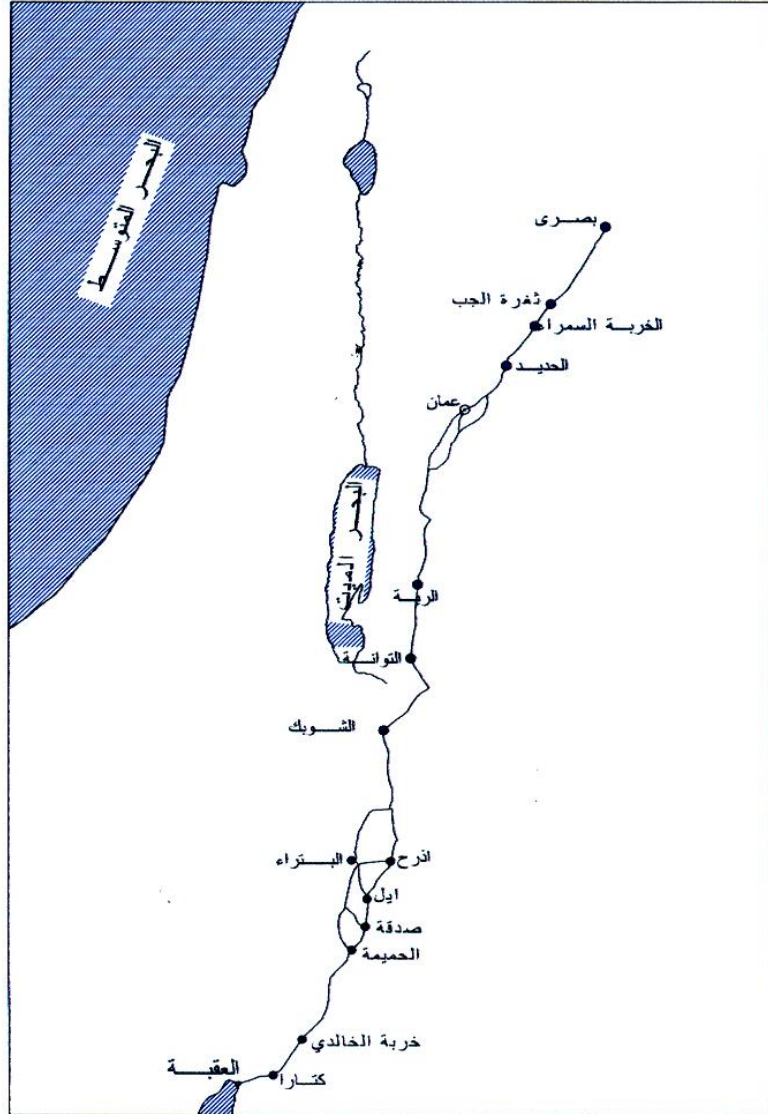 البحر المتوسط
بصرى
ثغرة الجب
الخربة السمراء
الحديد
عمان
البحر الميت
الربة
التوانة
الشوبك
البتراء
اذرح
ايل
صدقة
الحميمة
خربة الخالدي
العقبة
كتارا